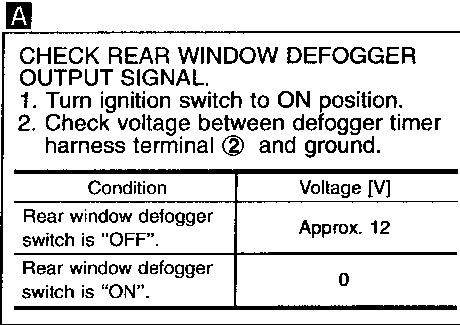 A
CHECK REAR WINDOW DEFOGGER
OUTPUT SIGNAL.
1. Turn ignition switch to ON position.
2. Check voltage between defogger timer
harness terminal ② and ground.
Condition Voltage [V]
Rear window defogger
switch is "OFF".
Approx. 12
Rear window defogger
switch is "ON".
0